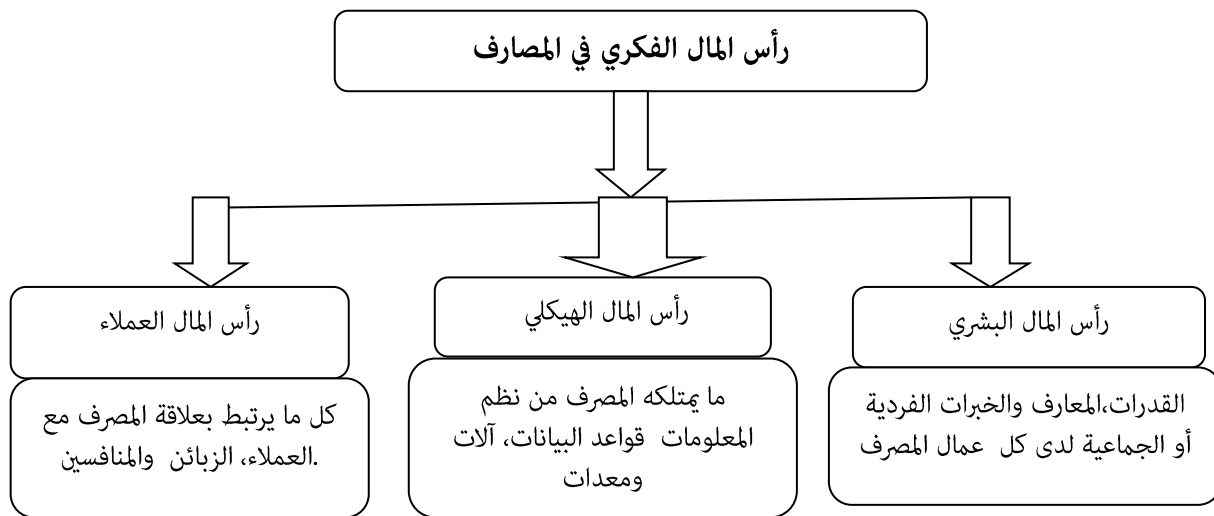 رأس المال الفكري في المصارف
رأس المال البشري
القدرات،المعارف والخبرات الفردية
أو الجماعية لدى كل عمال المصرف
رأس المال الهيكلي
ما يمتلكه المصرف من نظم
المعلومات قواعد البيانات، آلات
ومعدات
رأس المال العملاء
كل ما يرتبط بعلاقة المصرف مع
.العملاء، الزبائن والمنافسين